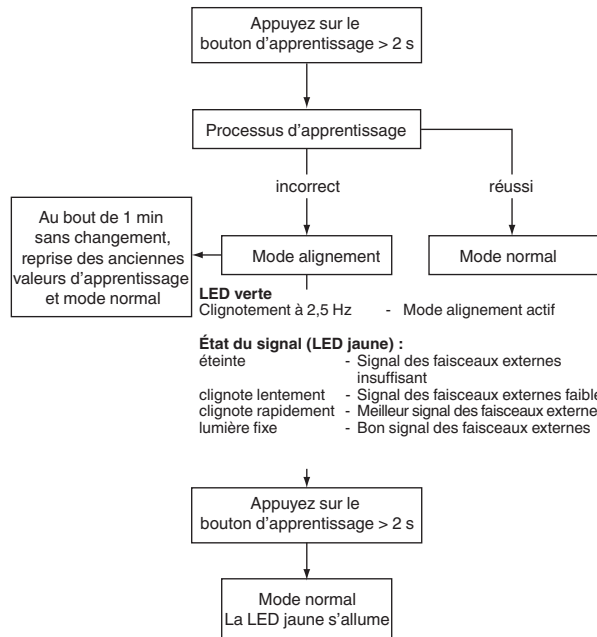 Appuyez sur le
bouton d'apprentissage > 2 s
Processus d'apprentissage
incorrect
réussi
Au bout de 1 min
sans changement,
reprise des anciennes
valeurs d'apprentissage
et mode normal
Mode alignement
Mode normal
LED verte
Clignotement à 2,5 Hz - Mode alignement actif
État du signal (LED jaune) :
éteinte - Signal des faisceaux externes
insuffisant
clignote lentement - Signal des faisceaux externes faible
clignote rapidement - Meilleur signal des faisceaux externe
lumière fixe - Bon signal des faisceaux externes
Appuyez sur le
bouton d'apprentissage > 2 s
Mode normal
La LED jaune s'allume